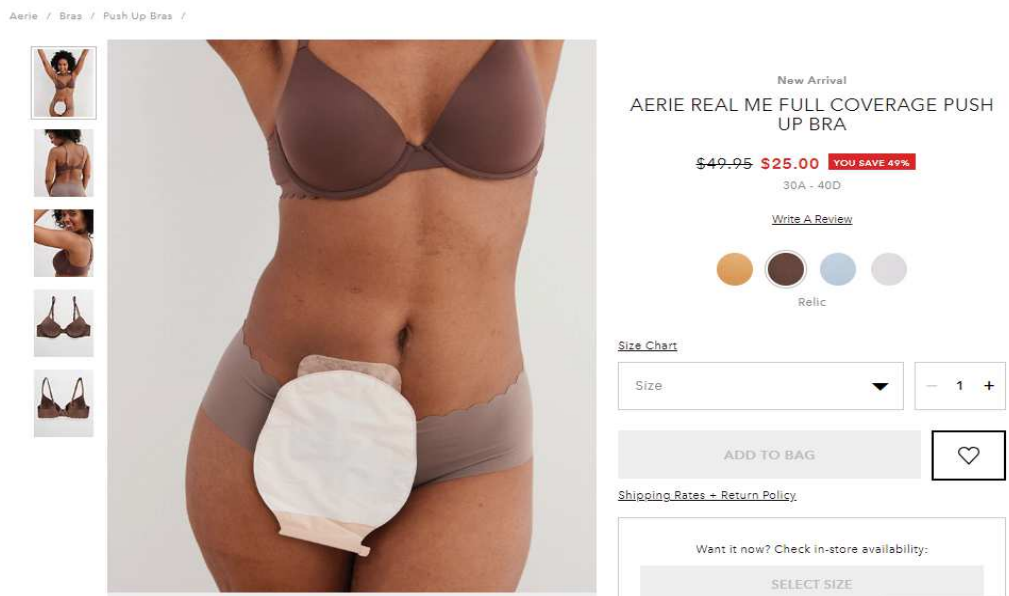 Aerie / Bras / Push Up Bras /
New Arrival
AERIE REAL ME FULL COVERAGE PUSH
UP BRA
$49.95 $25.00 YOU SAVE 49%
30A - 40D
Write A Review
Relic
Size Chart
Size
1
ADD TO BAG
Shipping Rates + Return Policy
Want it now? Check in-store availability:
SELECT SIZE